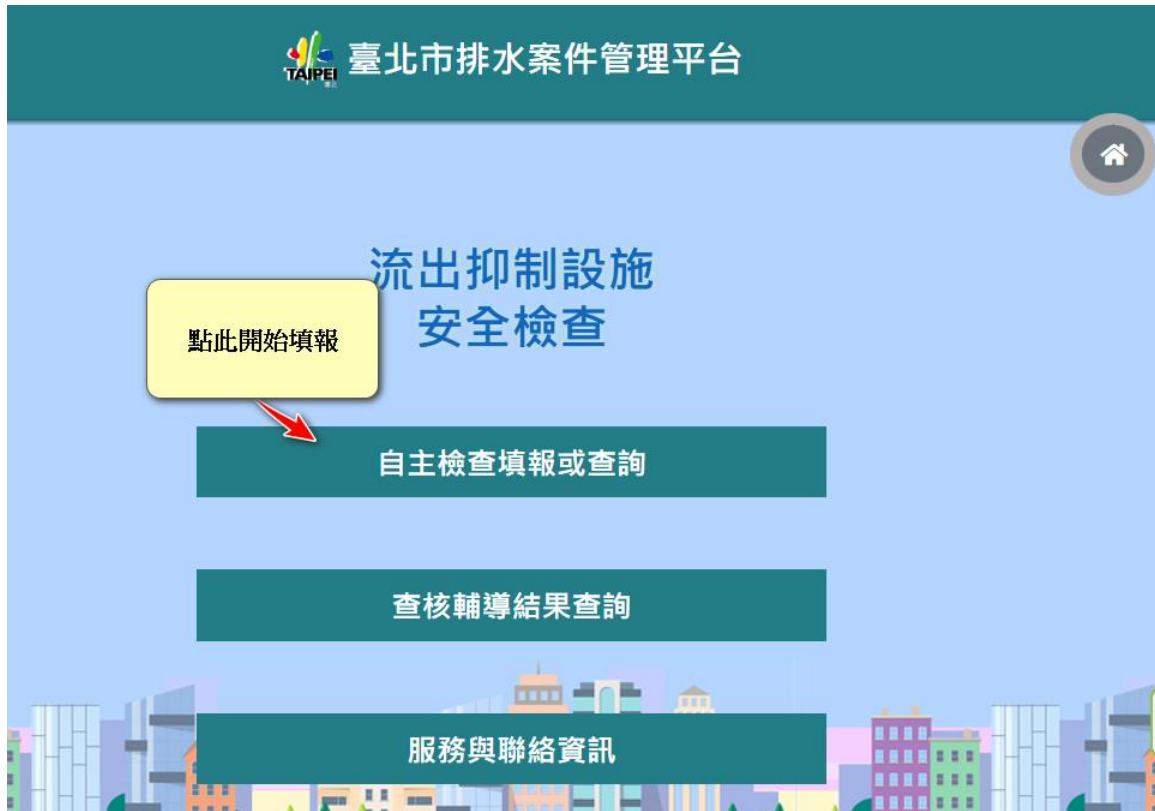 TAIPEI
臺北
臺北市排水案件管理平台
流出抑制設施
安全檢查
點此開始填報
自主檢查填報或查詢
查核輔導結果查詢
服務與聯絡資訊